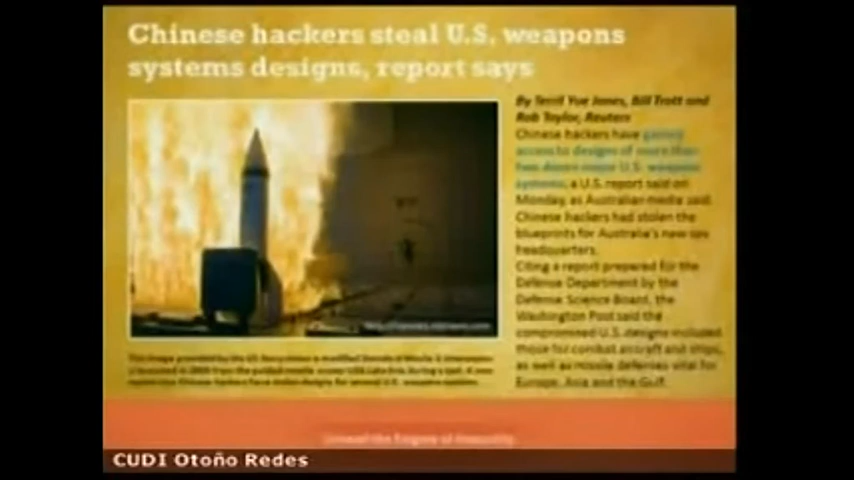 Chinese hackers steal U.S. weapons
systems designs, report says
By Terril Yue Jones, Bill Trott and
Rob Taylor, Reuters
Chinese hackers have gained
access to designs of more than
two dozen major U.S. weapons
systems, a U.S. report said on
Monday, as Australian media said
Chinese hackers had stolen the
blueprints for Australia's new spy
headquarters.
Citing a report prepared for the
Defense Department by the
Defense Science Board, the
Washington Post said the
compromised U.S. designs included
those for combat aircraft and ships,
as well as missile defenses vital for
Europe, Asia and the Gulf.
CUDI Otoño Redes